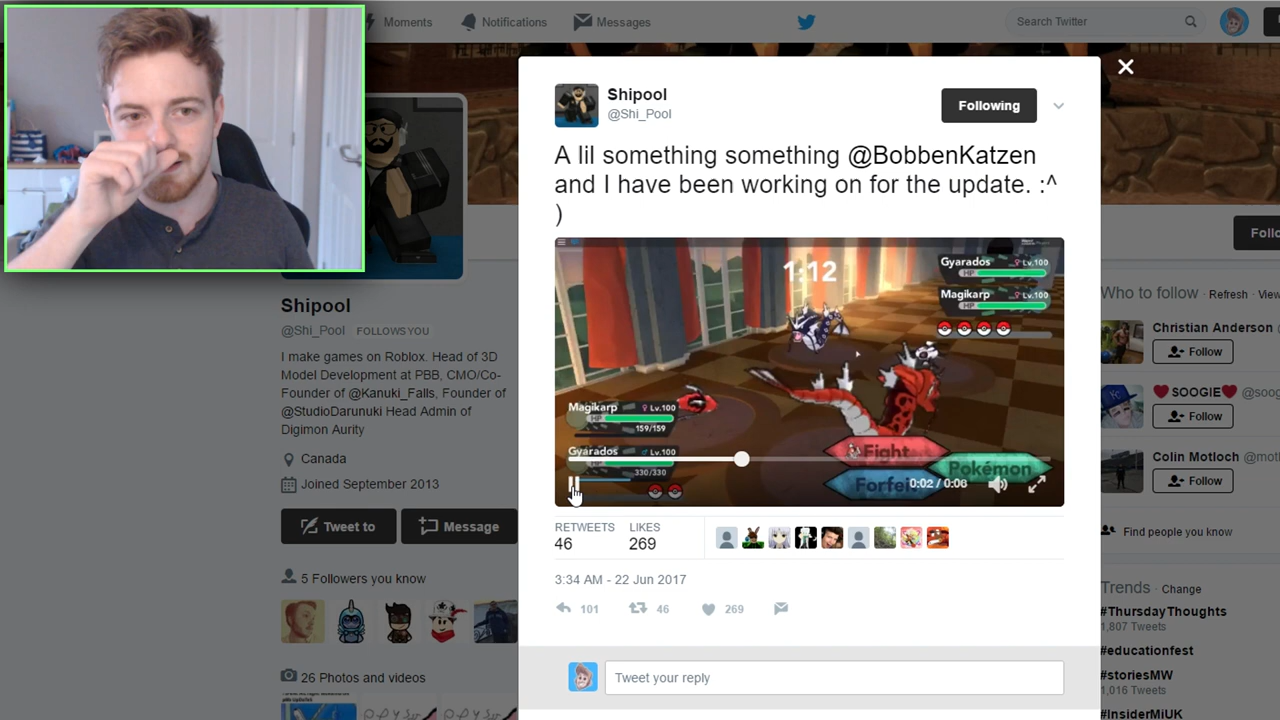 Moments
Notifications
Messages
Search Twitter
Shipool
@Shi_Pool
Following
A lil something something @BobbenKatzen
and I have been working on for the update. :^
)
1:12
Gyarados ♀ Lv.100
HP
Magikarp ♀ Lv.100
HP
Magikarp ♀ Lv.100
HP
159/159
Gyarados ♂ Lv.100
HP
330/330
Fight
Pokémon
Forfeit
0:02 / 0:06
RETWEETS
46
LIKES
269
3:34 AM - 22 Jun 2017
101
46
269
Tweet your reply
Shipool
@Shi_Pool FOLLOWS YOU
I make games on Roblox. Head of 3D
Model Development at PBB, CMO/Co-
Founder of @Kanuki_Falls, Founder of
@StudioDarunuki Head Admin of
Digimon Aurity
Canada
Joined September 2013
Tweet to
Message
5 Followers you know
26 Photos and videos
Follo
Who to follow · Refresh · View
Christian Anderson
Follow
SOOGIE @soog
Follow
Colin Motloch @motl
Follow
Find people you know
Trends · Change
#ThursdayThoughts
1,807 Tweets
#educationfest
#storiesMW
1,016 Tweets
#InsiderMiUK